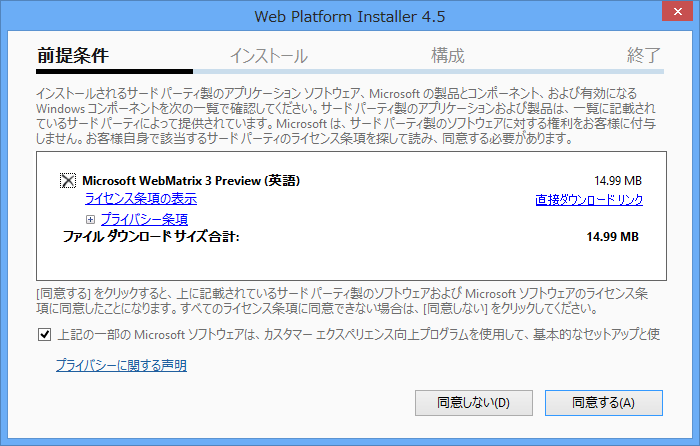 Web Platform Installer 4.5
前提条件 インストール 構成 終了
インストールされるサード パーティ製のアプリケーション ソフトウェア、Microsoft の製品とコンポーネント、および有効になる
Windows コンポーネントを次の一覧で確認してください。サード パーティ製のアプリケーションおよび製品は、一覧に記載され
ているサード パーティによって提供されています。Microsoft は、サード パーティ製のソフトウェアに対する権利をお客様に付与
しません。お客様自身で該当するサード パーティのライセンス条項を探して読み、同意する必要があります。
Microsoft WebMatrix 3 Preview (英語) 14.99 MB
ライセンス条項の表示 直接ダウンロード リンク
プライバシー条項
ファイル ダウンロード サイズ合計: 14.99 MB
[同意する] をクリックすると、上に記載されているサード パーティ製のソフトウェアおよび Microsoft ソフトウェアのライセンス条
項に同意したことになります。すべてのライセンス条項に同意できない場合は、[同意しない] をクリックしてください。
上記の一部の Microsoft ソフトウェアは、カスタマー エクスペリエンス向上プログラムを使用して、基本的なセットアップと使
プライバシーに関する声明
同意しない(D) 同意する(A)